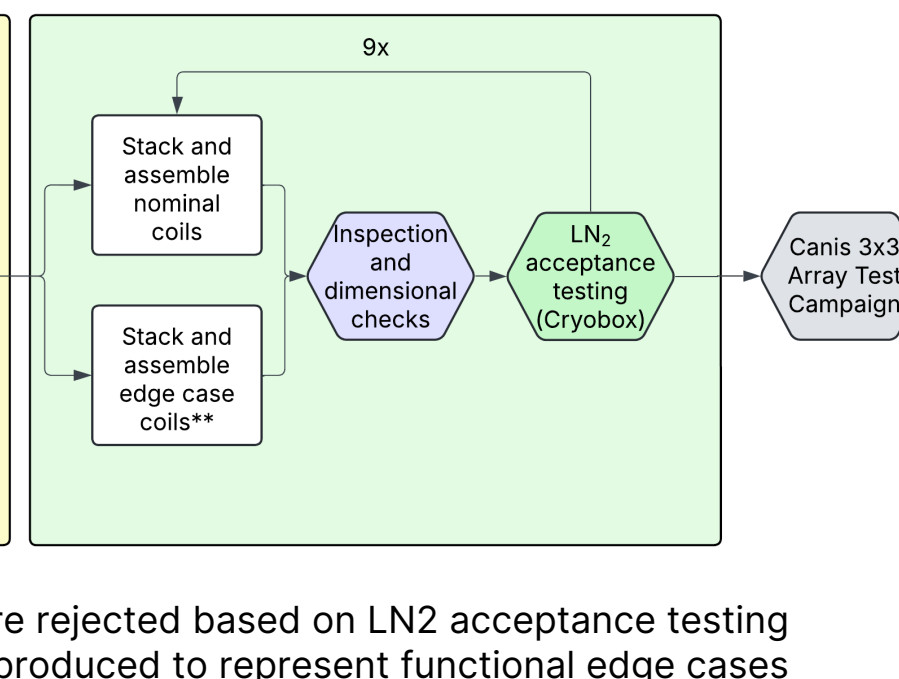 9x
Stack and
assemble
nominal
coils
Stack and
assemble
edge case
coils**
Inspection
and
dimensional
checks
LN₂
acceptance
testing
(Cryobox)
Canis 3x3
Array Test
Campaign
rejected based on LN2 acceptance testing
produced to represent functional edge cases